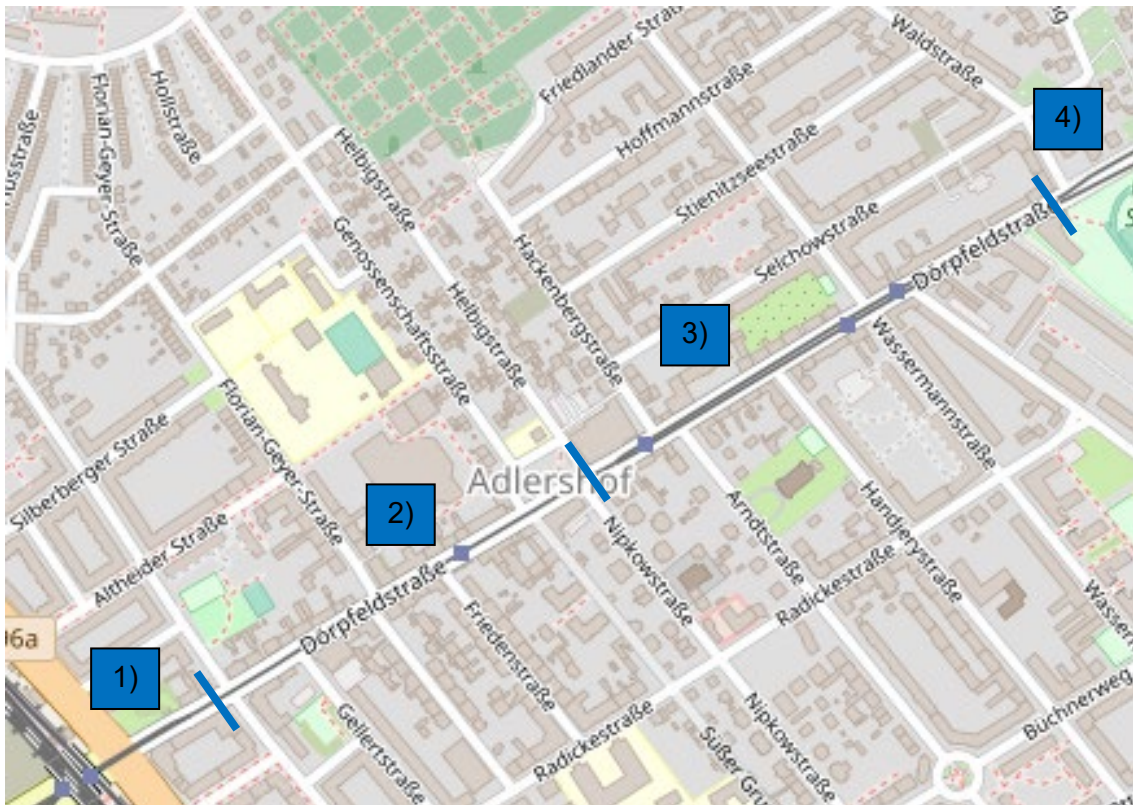 Friedlander Straße
Waldstraße
4)
Hollstraße
Florian-Geyer-Straße
Hoffmannstraße
Helbigstraße
Stienitzseestraße
Genossenschaftsstraße
Hackenbergstraße
Selchowstraße
Dörpfeldstraße
Helbigstraße
3)
Wassermannstraße
Florian-Geyer-Straße
Silberberger Straße
Adlershof
2)
Nipkowstraße
Arndtstraße
Handjerystraße
Altheider Straße
Dörpfeldstraße
Radickestraße
96a
Friedenstraße
1)
Gellertstraße
Radickestraße
Nipkowstraße
Büchnerweg